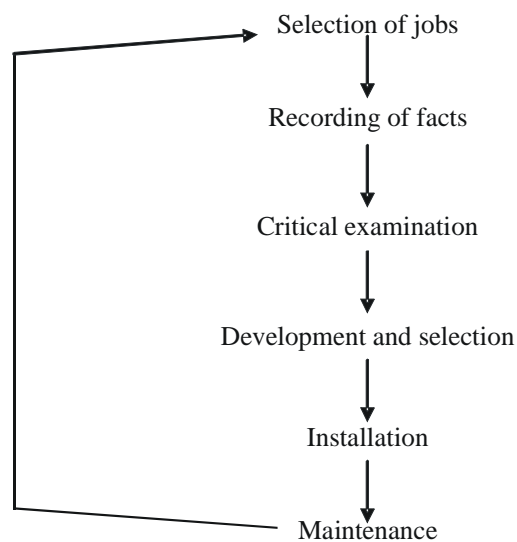 Selection of jobs
Recording of facts
Critical examination
Development and selection
Installation
Maintenance